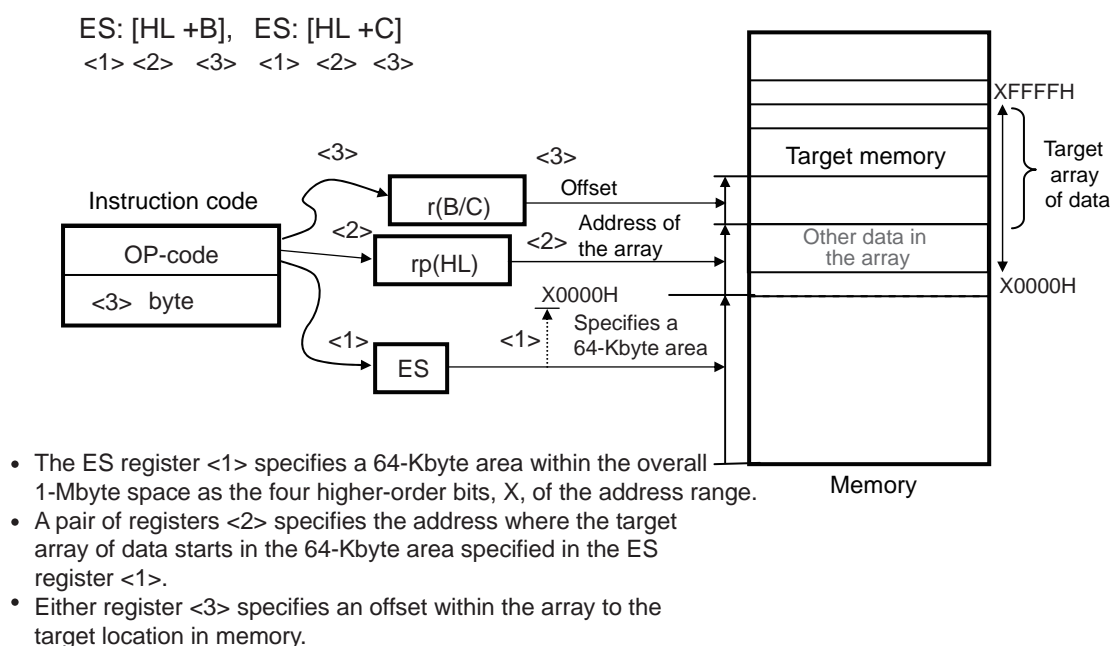 ES: [HL +B], ES: [HL +C]
<1> <2> <3> <1> <2> <3>
XFFFFH
<3>
<3>
Target memory
Target
array
of data
Instruction code
r(B/C)
Offset
OP-code
<2>
rp(HL)
<2>
Address of
the array
Other data in
the array
<3> byte
X0000H
X0000H
<1>
ES
<1>
Specifies a
64-Kbyte area
• The ES register <1> specifies a 64-Kbyte area within the overall
1-Mbyte space as the four higher-order bits, X, of the address range.
Memory
• A pair of registers <2> specifies the address where the target
array of data starts in the 64-Kbyte area specified in the ES
register <1>.
• Either register <3> specifies an offset within the array to the
target location in memory.